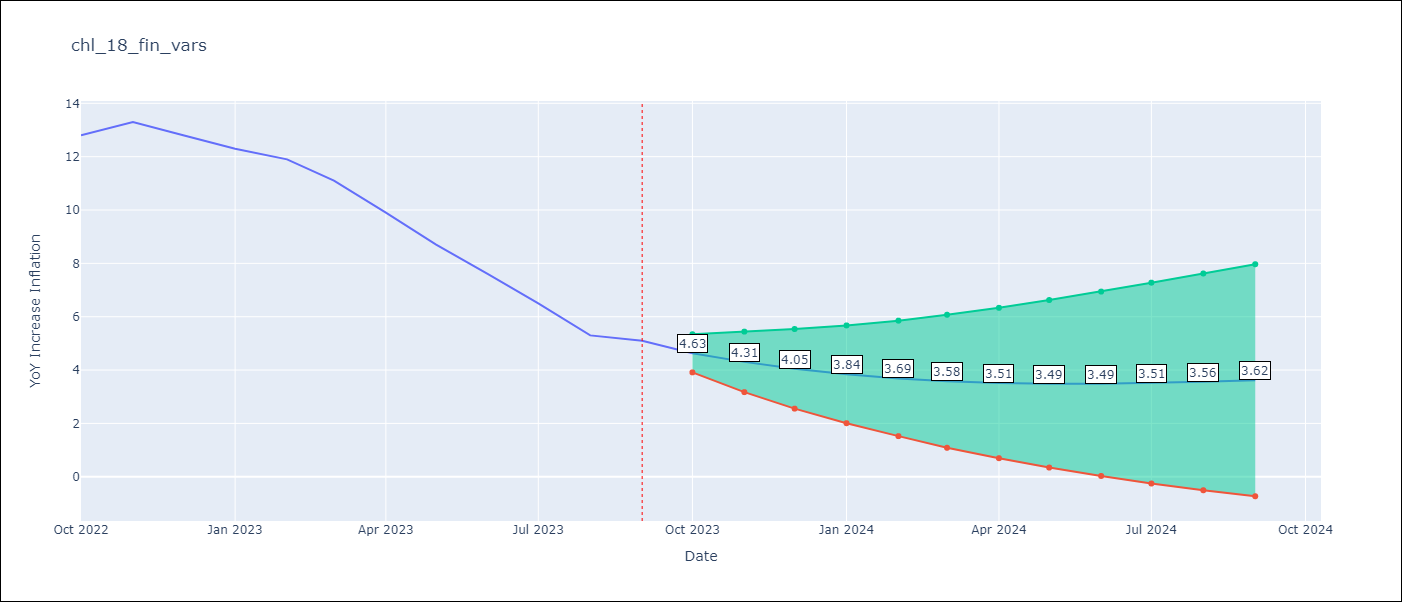 chl_18_fin_vars
14
12
10
8
6
4
2
0
YoY Increase Inflation
4.63
4.31
4.05
3.84
3.69
3.58
3.51
3.49
3.49
3.51
3.56
3.62
Oct 2022
Jan 2023
Apr 2023
Jul 2023
Oct 2023
Jan 2024
Apr 2024
Jul 2024
Oct 2024
Date